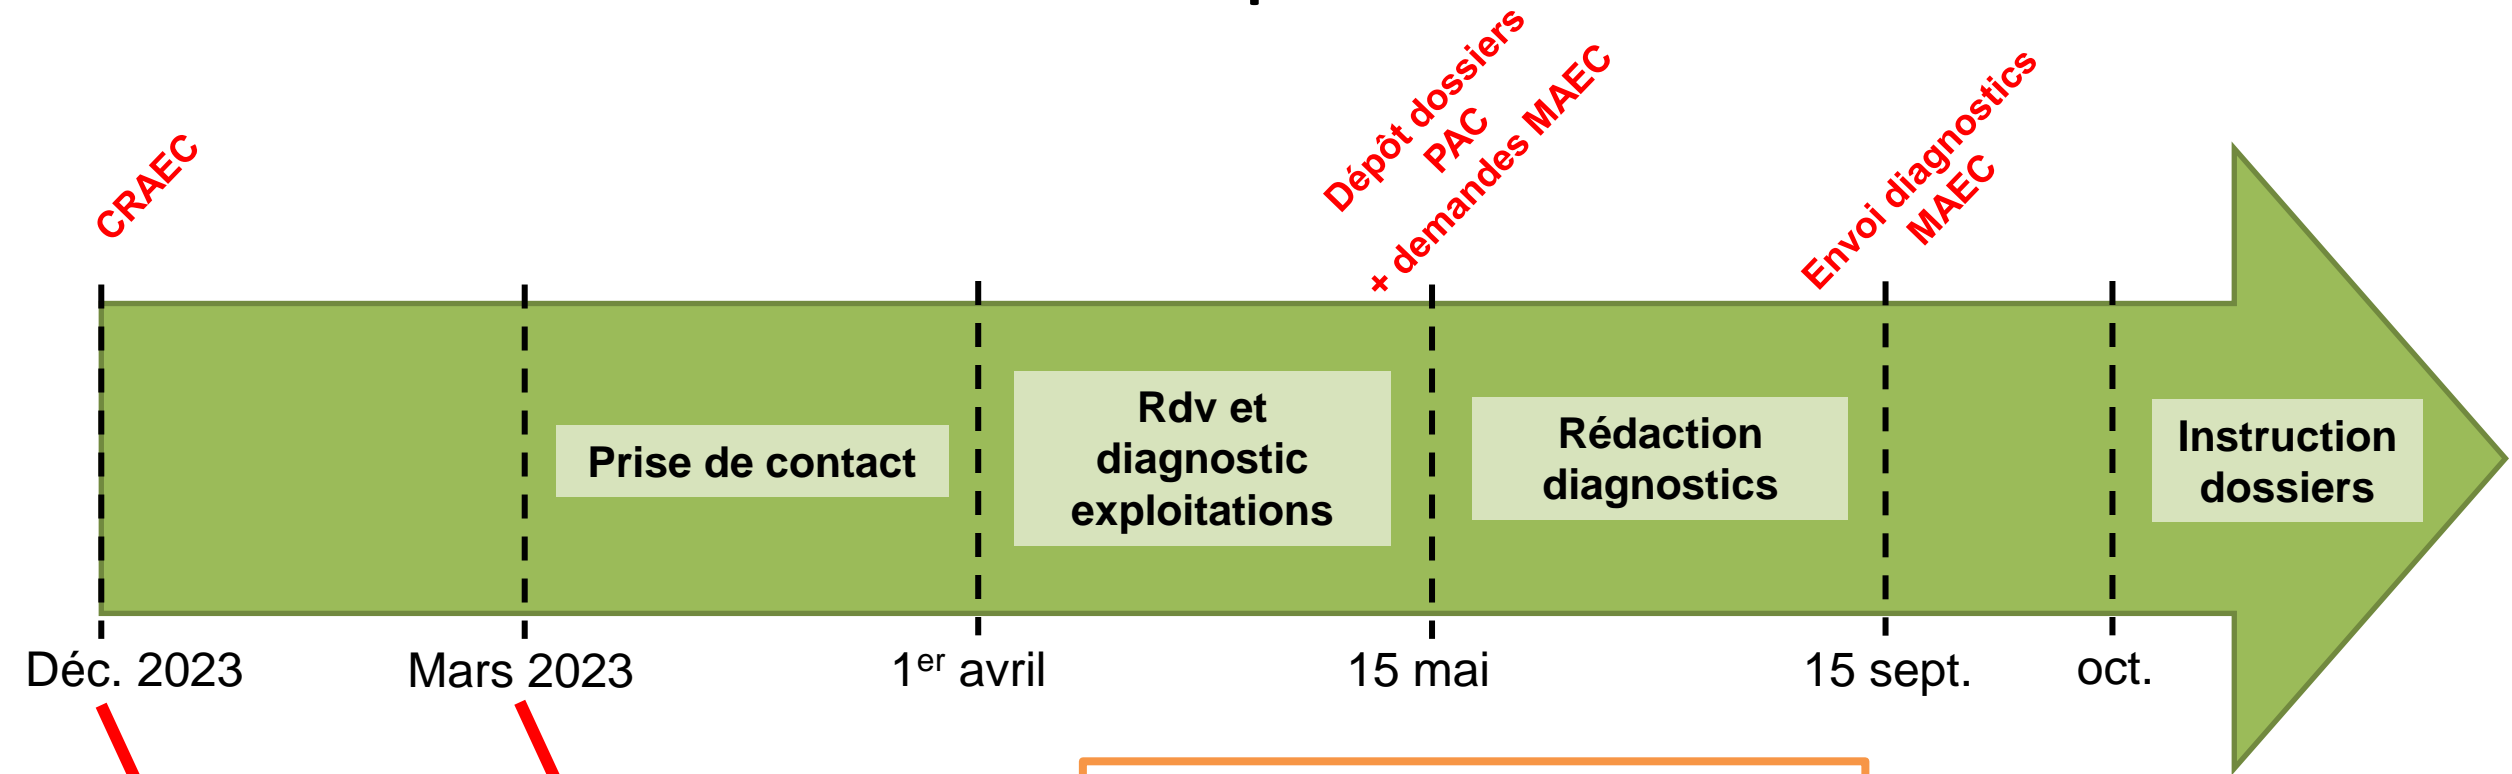 CRAEC
Dépôt dossiers
PAC
+ demandes MAEC
Envoi diagnostics
MAEC
Prise de contact
Rdv et
diagnostic
exploitations
Rédaction
diagnostics
Instruction
dossiers
Déc. 2023
Mars 2023
1er avril
15 mai
15 sept.
oct.